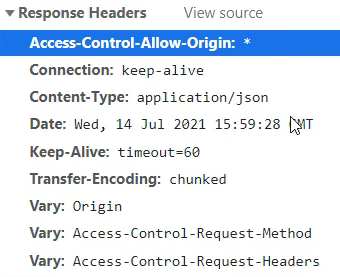 Response Headers View source
Access-Control-Allow-Origin: *
Connection: keep-alive
Content-Type: application/json
Date: Wed, 14 Jul 2021 15:59:28 GMT
Keep-Alive: timeout=60
Transfer-Encoding: chunked
Vary: Origin
Vary: Access-Control-Request-Method
Vary: Access-Control-Request-Headers